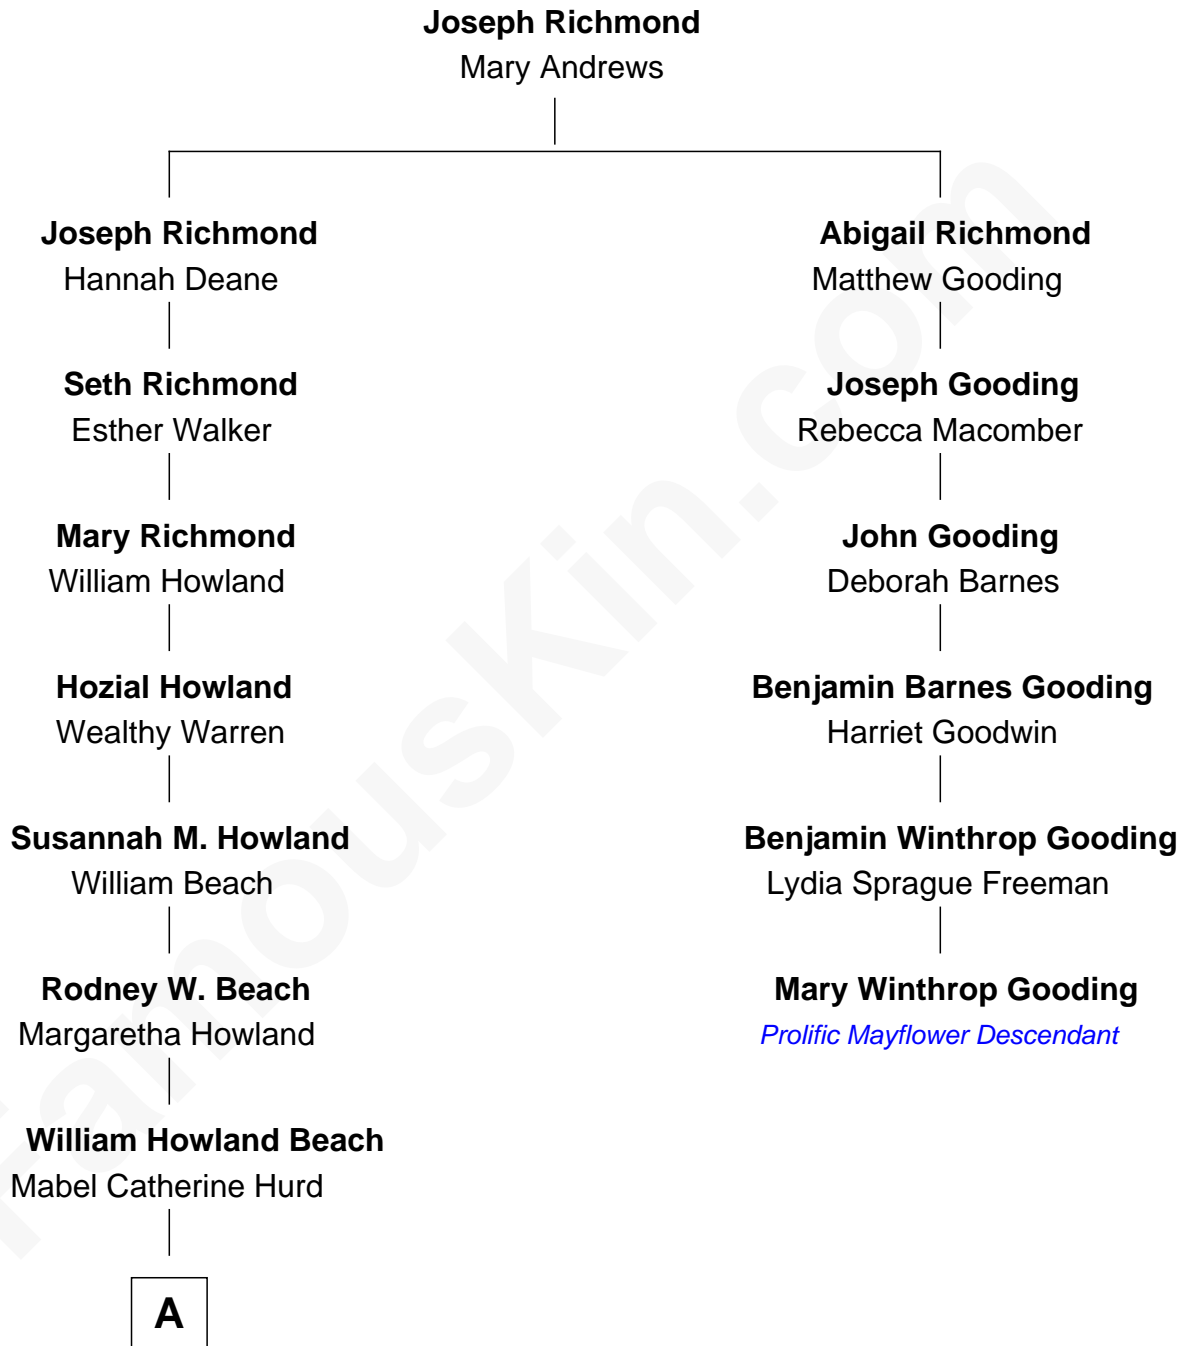 Joseph Richmond
Mary Andrews
Joseph Richmond
Hannah Deane
Seth Richmond
Esther Walker
Mary Richmond
William Howland
Hozial Howland
Wealthy Warren
Susannah M. Howland
William Beach
Rodney W. Beach
Margaretha Howland
William Howland Beach
Mabel Catherine Hurd
A
Abigail Richmond
Matthew Gooding
Joseph Gooding
Rebecca Macomber
John Gooding
Deborah Barnes
Benjamin Barnes Gooding
Harriet Goodwin
Benjamin Winthrop Gooding
Lydia Sprague Freeman
Mary Winthrop Gooding
Prolific Mayflower Descendant
FamousKin.com